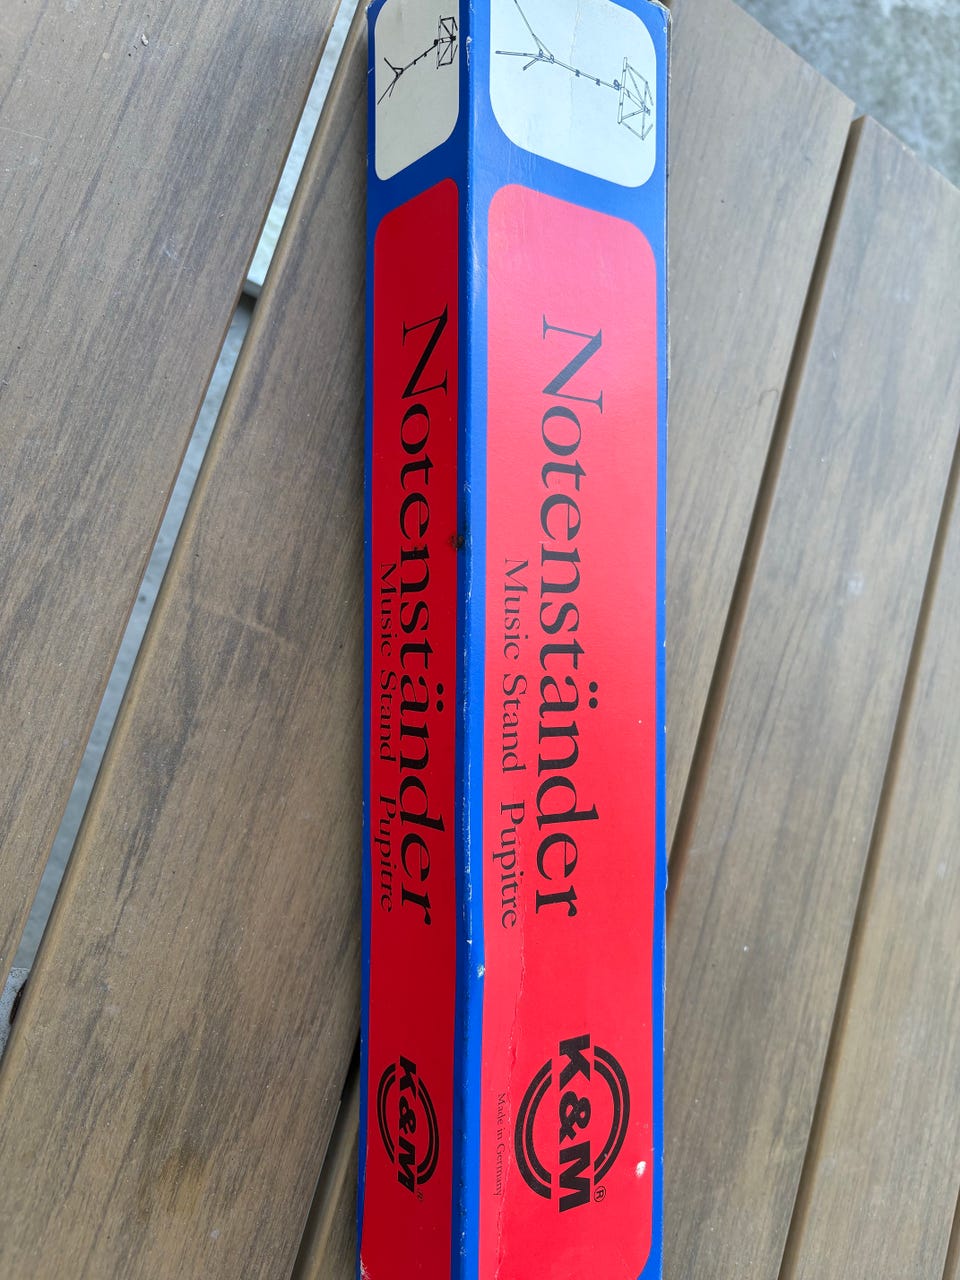 Notenständer
Music Stand Pupitre
K&M®
Notenständer
Music Stand Pupitre
K&M®
Made in Germany